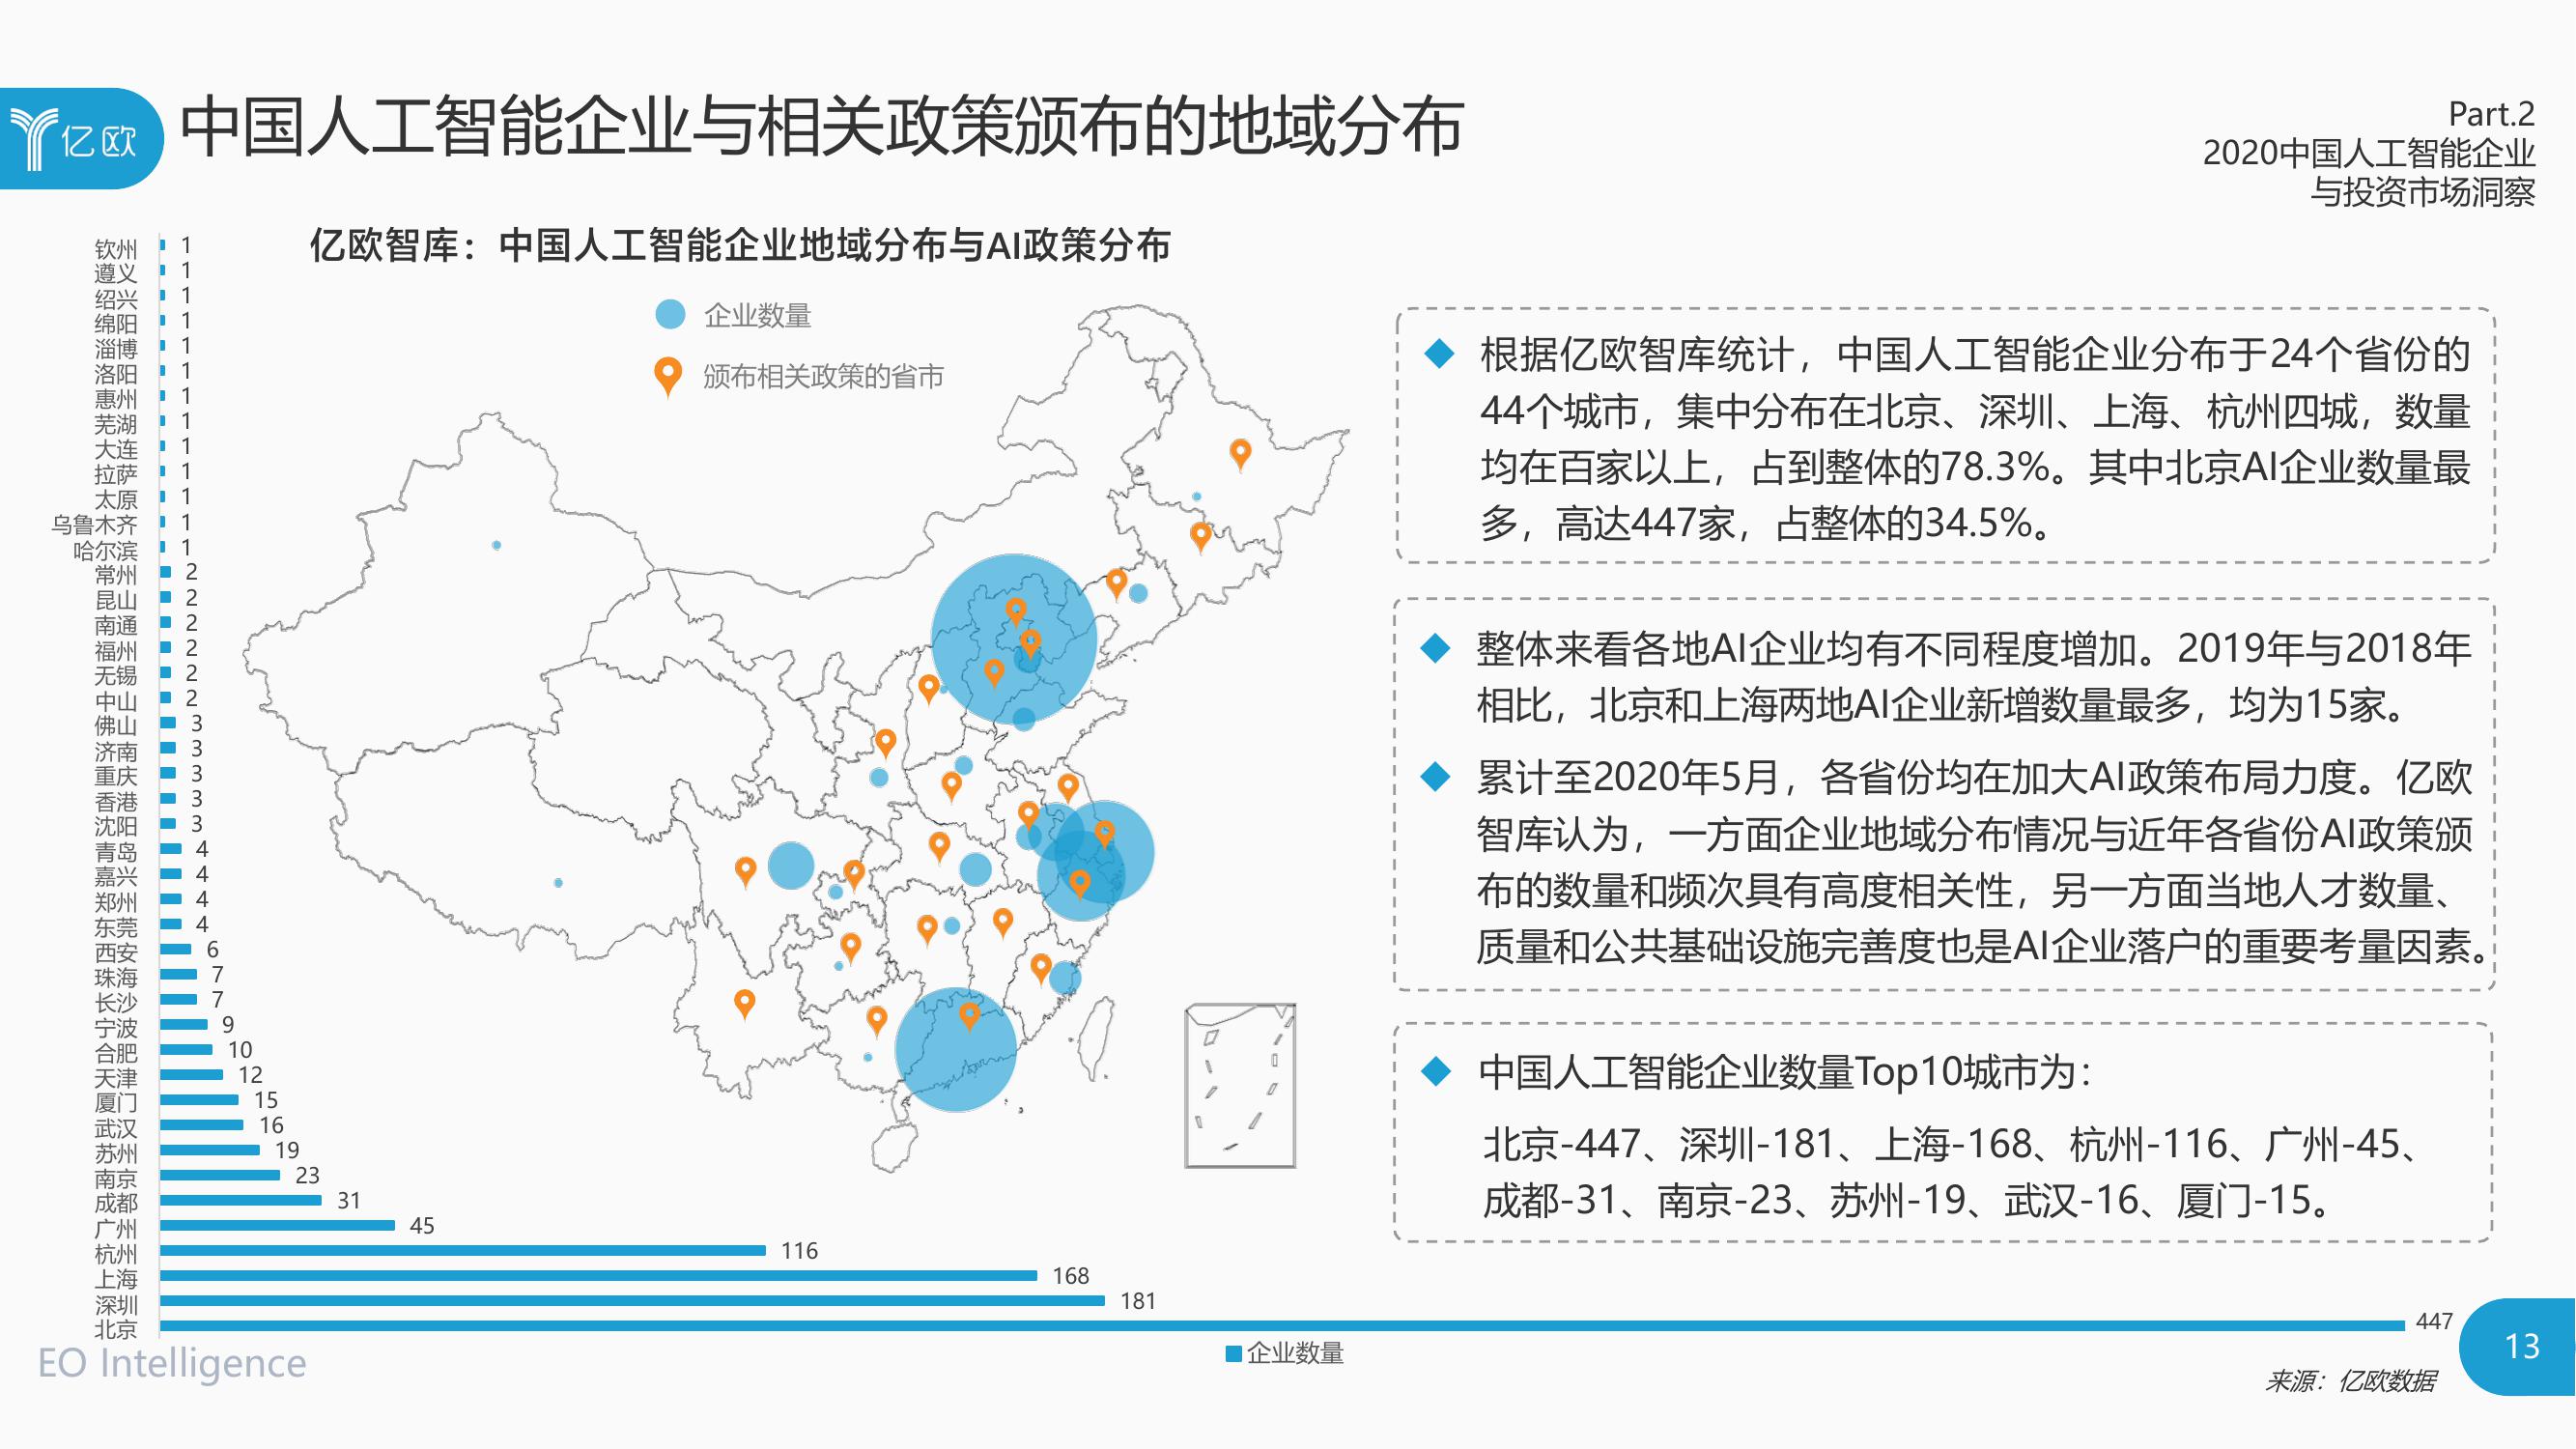 亿欧
中国人工智能企业与相关政策颁布的地域分布
Part.2
2020中国人工智能企业
与投资市场洞察
亿欧智库：中国人工智能企业地域分布与AI政策分布
企业数量
颁布相关政策的省市
钦州 1
遵义 1
绍兴 1
绵阳 1
淄博 1
洛阳 1
惠州 1
芜湖 1
大连 1
拉萨 1
太原 1
乌鲁木齐 1
哈尔滨 1
常州 2
昆山 2
南通 2
福州 2
无锡 2
中山 2
佛山 3
济南 3
重庆 3
香港 3
沈阳 3
青岛 4
嘉兴 4
郑州 4
东莞 4
西安 6
珠海 7
长沙 7
宁波 9
合肥 10
天津 12
厦门 15
武汉 16
苏州 19
南京 23
成都 31
广州 45
杭州 116
上海 168
深圳 181
北京 447
企业数量
根据亿欧智库统计，中国人工智能企业分布于24个省份的
44个城市，集中分布在北京、深圳、上海、杭州四城，数量
均在百家以上，占到整体的78.3%。其中北京AI企业数量最
多，高达447家，占整体的34.5%。
整体来看各地AI企业均有不同程度增加。2019年与2018年
相比，北京和上海两地AI企业新增数量最多，均为15家。
累计至2020年5月，各省份均在加大AI政策布局力度。亿欧
智库认为，一方面企业地域分布情况与近年各省份AI政策颁
布的数量和频次具有高度相关性，另一方面当地人才数量、
质量和公共基础设施完善度也是AI企业落户的重要考量因素。
中国人工智能企业数量Top10城市为：
北京-447、深圳-181、上海-168、杭州-116、广州-45、
成都-31、南京-23、苏州-19、武汉-16、厦门-15。
EO Intelligence
来源：亿欧数据
13